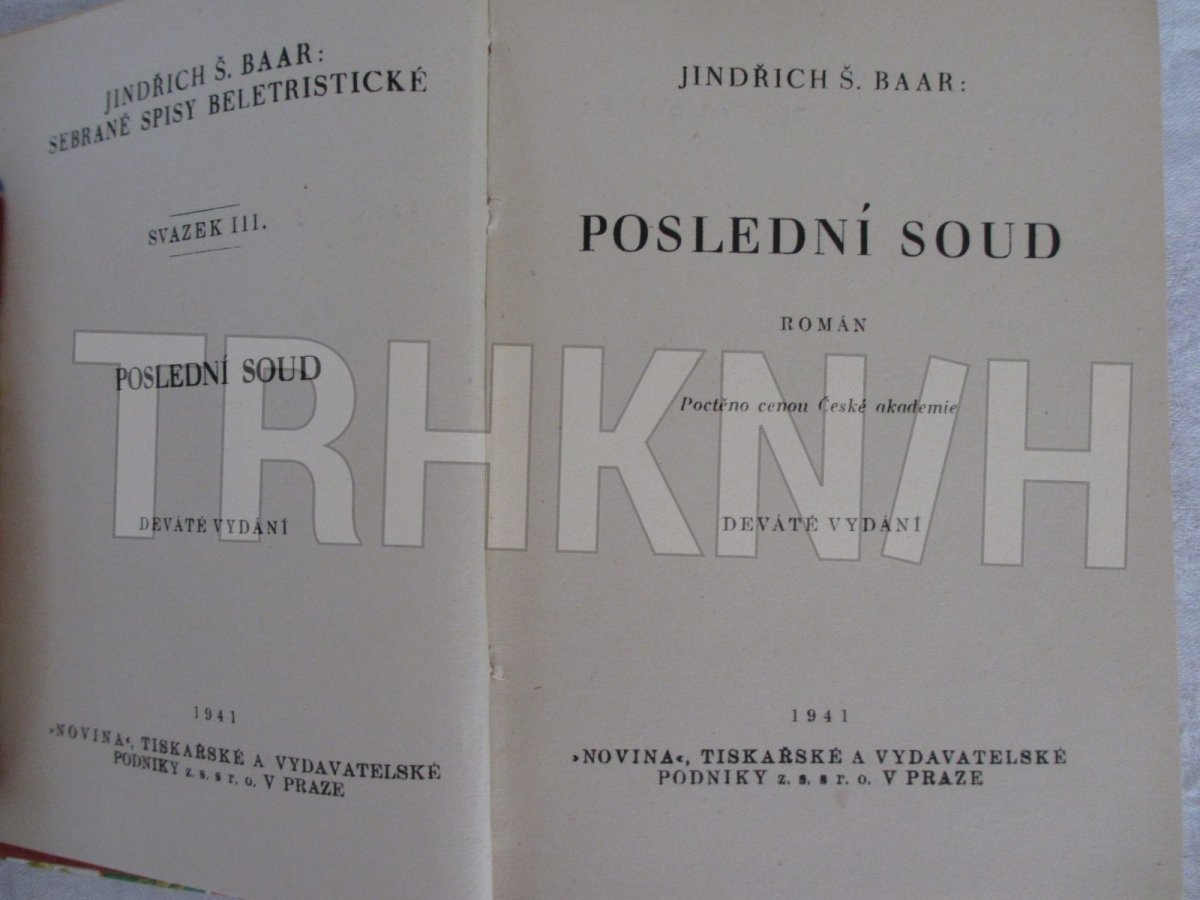 JINDŘICH Š. BAAR:
SEBRANÉ SPISY BELETRISTICKÉ
SVAZEK III.
POSLEDNÍ SOUD
DEVÁTÉ VYDÁNÍ
1941
›NOVINA‹, TISKAŘSKÉ A VYDAVATELSKÉ
PODNIKY z. s. s r. o. V PRAZE
JINDŘICH Š. BAAR:
POSLEDNÍ SOUD
ROMÁN
Poctěno cenou České akademie
DEVÁTÉ VYDÁNÍ
1941
›NOVINA‹, TISKAŘSKÉ A VYDAVATELSKÉ
PODNIKY z. s. s r. o. V PRAZE
TRHKN/H